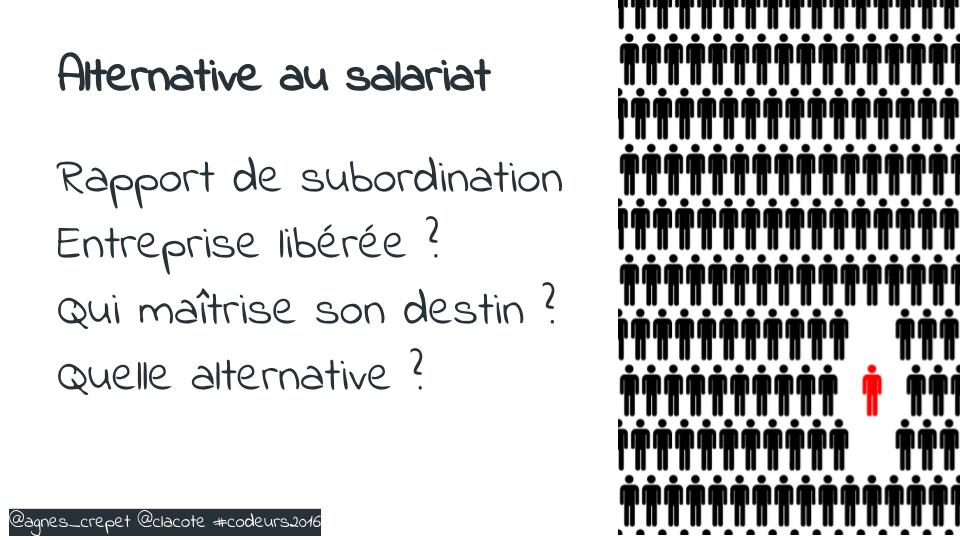 Alternative au salariat
Rapport de subordination
Entreprise libérée ?
Qui maîtrise son destin ?
Quelle alternative ?
@agnes_crepet @clacote #codeurs2016